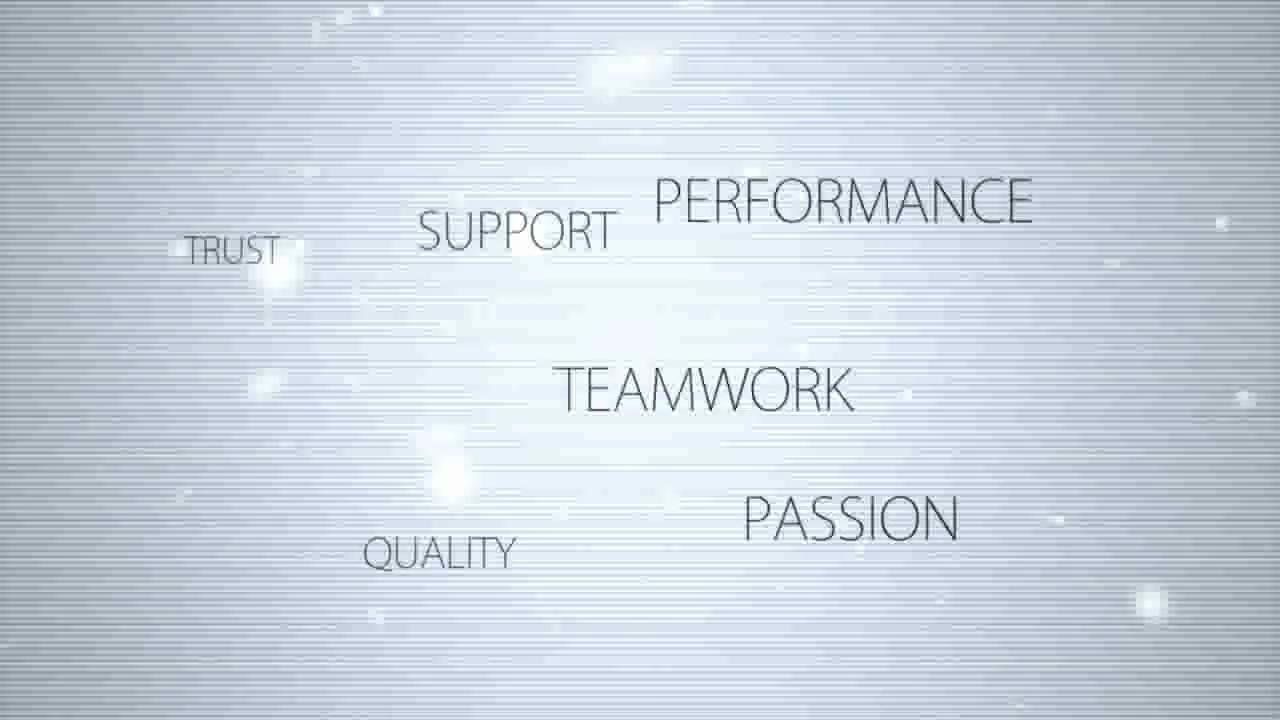 PERFORMANCE
SUPPORT
TRUST
TEAMWORK
PASSION
QUALITY